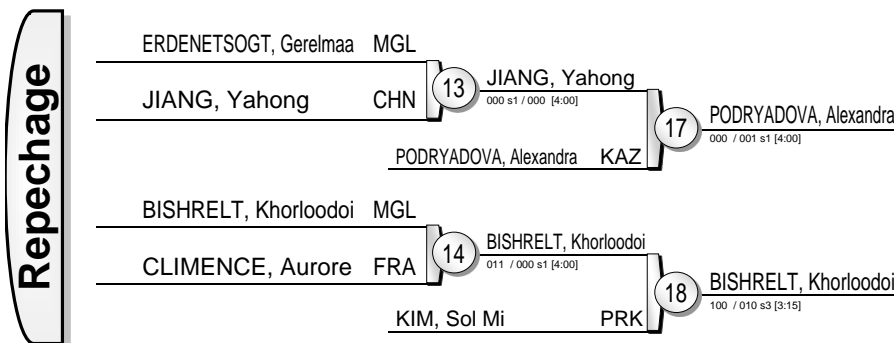 Repechage
ERDENETSOGT, Gerelmaa MGL
JIANG, Yahong CHN
13
JIANG, Yahong
000 s1 / 000 [4:00]
PODRYADOVA, Alexandra KAZ
17
PODRYADOVA, Alexandra
000 / 001 s1 [4:00]
BISHRELT, Khorloodoi MGL
CLIMENCE, Aurore FRA
14
BISHRELT, Khorloodoi
011 / 000 s1 [4:00]
KIM, Sol Mi PRK
18
BISHRELT, Khorloodoi
100 / 010 s3 [3:15]